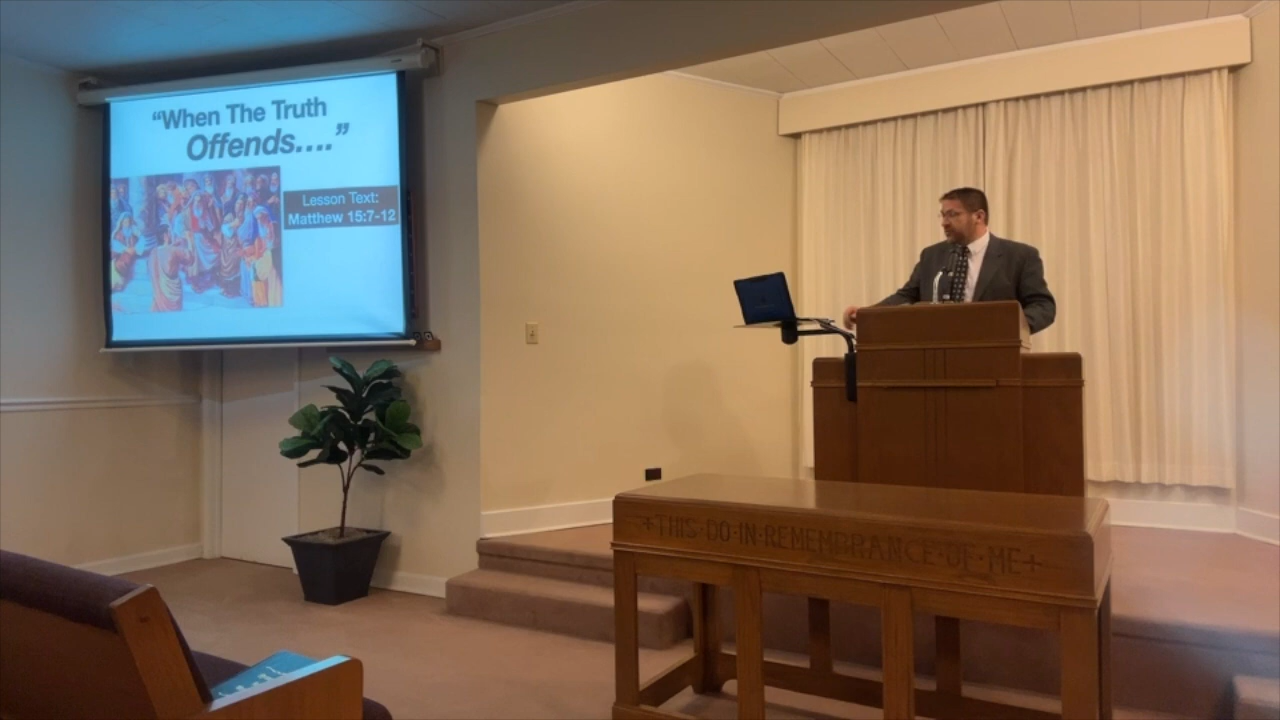 “When The Truth
Offends....”
Lesson Text:
Matthew 15:7-12
+THIS·DO·IN·REMEMBRANCE·OF·ME+